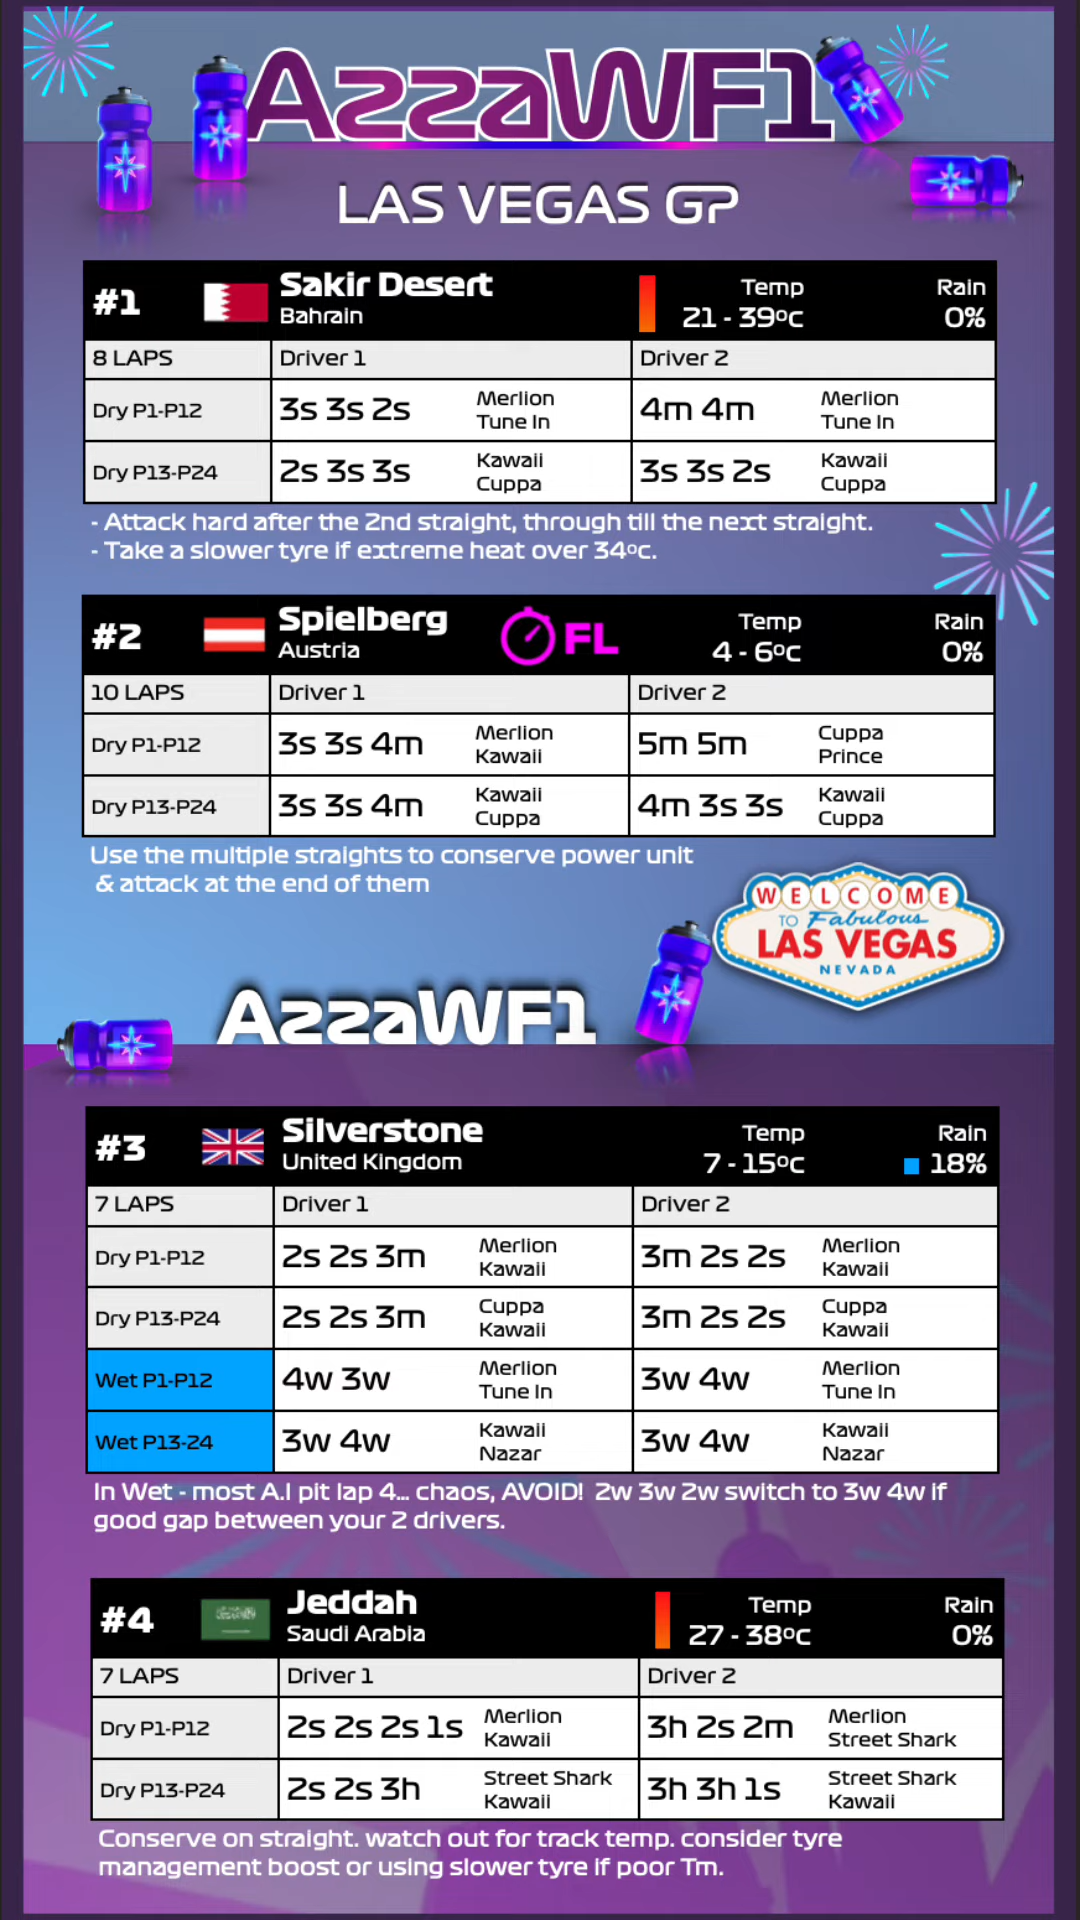 AzzaWF1
LAS VEGAS GP
#1
Sakir Desert
Bahrain
Temp
21 - 39ºc
Rain
0%
8 LAPS
Driver 1
Driver 2
Dry P1-P12
3s 3s 2s
Merlion
Tune In
4m 4m
Merlion
Tune In
Dry P13-P24
2s 3s 3s
Kawaii
Cuppa
3s 3s 2s
Kawaii
Cuppa
- Attack hard after the 2nd straight, through till the next straight.
- Take a slower tyre if extreme heat over 34ºc.
#2
Spielberg
Austria
FL
Temp
4 - 6ºc
Rain
0%
10 LAPS
Driver 1
Driver 2
Dry P1-P12
3s 3s 4m
Merlion
Kawaii
5m 5m
Cuppa
Prince
Dry P13-P24
3s 3s 4m
Kawaii
Cuppa
4m 3s 3s
Kawaii
Cuppa
Use the multiple straights to conserve power unit
& attack at the end of them
WELCOME
TO Fabulous
LAS VEGAS
NEVADA
AzzaWF1
#3
Silverstone
United Kingdom
Temp
7 - 15ºc
Rain
18%
7 LAPS
Driver 1
Driver 2
Dry P1-P12
2s 2s 3m
Merlion
Kawaii
3m 2s 2s
Merlion
Kawaii
Dry P13-P24
2s 2s 3m
Cuppa
Kawaii
3m 2s 2s
Cuppa
Kawaii
Wet P1-P12
4w 3w
Merlion
Tune In
3w 4w
Merlion
Tune In
Wet P13-24
3w 4w
Kawaii
Nazar
3w 4w
Kawaii
Nazar
In Wet - most A.I pit lap 4... chaos, AVOID! 2w 3w 2w switch to 3w 4w if
good gap between your 2 drivers.
#4
Jeddah
Saudi Arabia
Temp
27 - 38ºc
Rain
0%
7 LAPS
Driver 1
Driver 2
Dry P1-P12
2s 2s 2s 1s
Merlion
Kawaii
3h 2s 2m
Merlion
Street Shark
Dry P13-P24
2s 2s 3h
Street Shark
Kawaii
3h 3h 1s
Street Shark
Kawaii
Conserve on straight. watch out for track temp. consider tyre
management boost or using slower tyre if poor Tm.